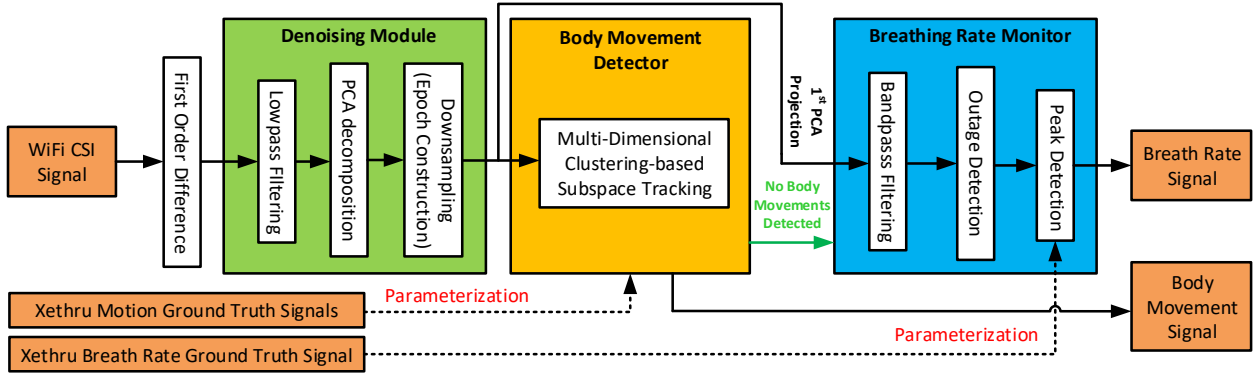 WiFi CSI
Signal
First Order Difference
Denoising Module
Lowpass FIltering
PCA decomposition
Downsampling
(Epoch Construction)
Body Movement
Detector
Multi-Dimensional
Clustering-based
Subspace Tracking
1st PCA
Projection
No Body
Movements
Detected
Breathing Rate Monitor
Bandpasss FIltering
Outage Detection
Peak Detection
Breath Rate
Signal
Body
Movement
Signal
Xethru Motion Ground Truth Signals
Parameterization
Xethru Breath Rate Ground Truth Signal
Parameterization